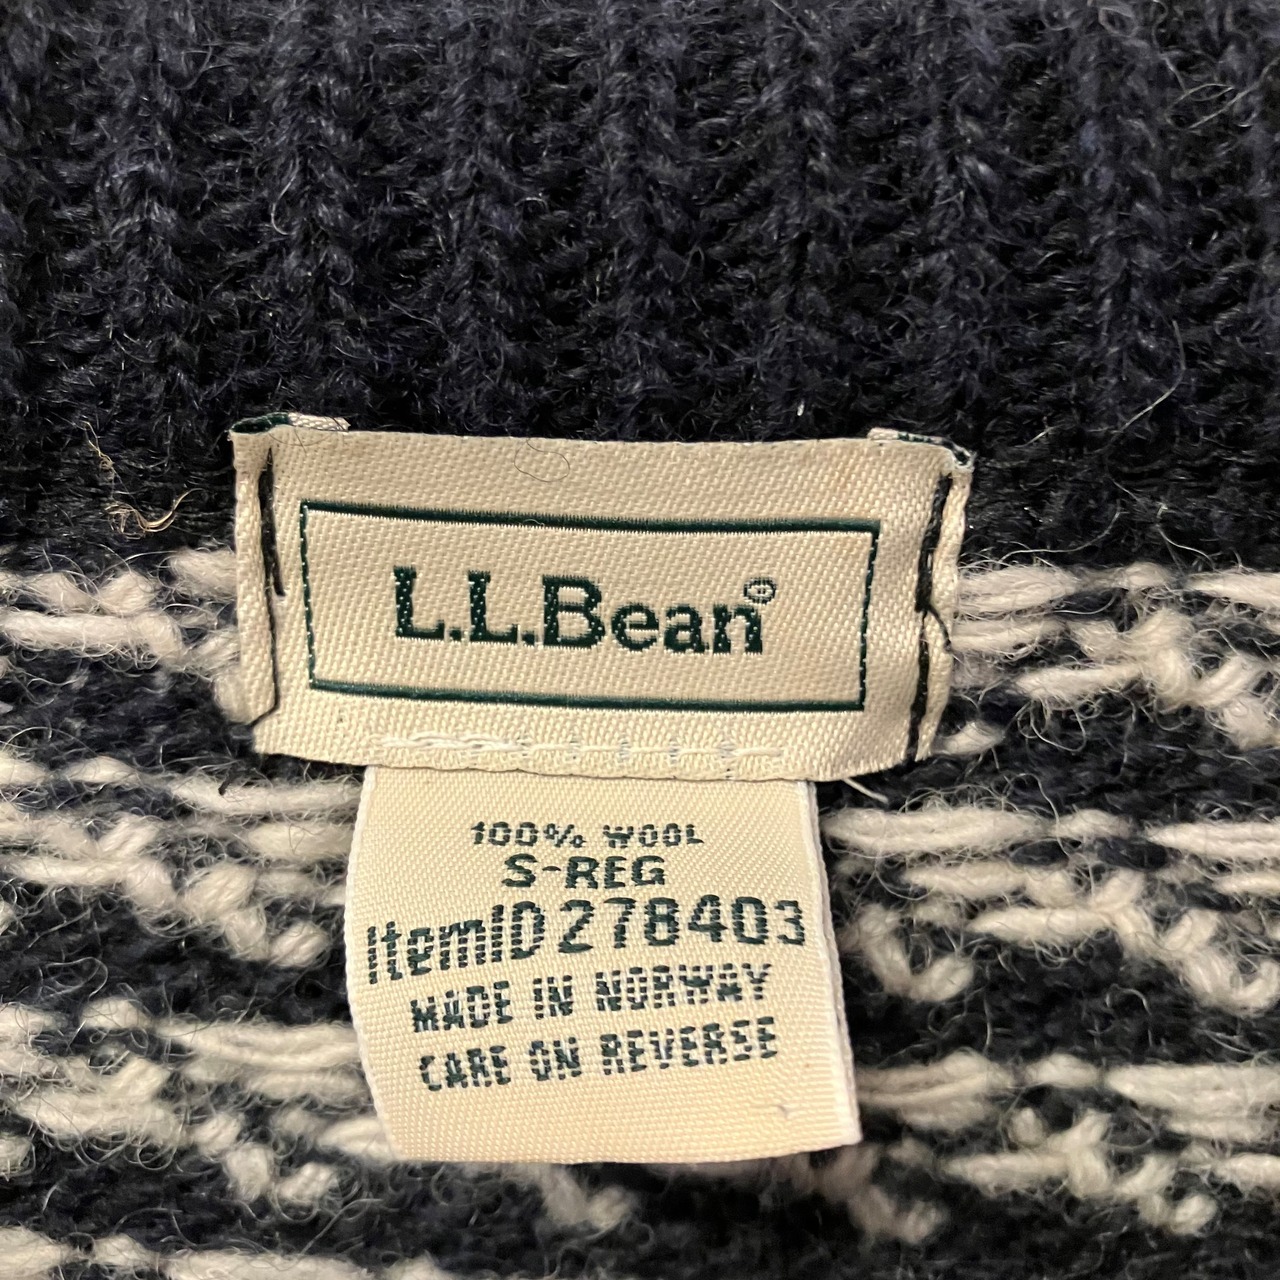 L.L.Bean®
100% WOOL
S-REG
ItemID 278403
MADE IN NORWAY
CARE ON REVERSE